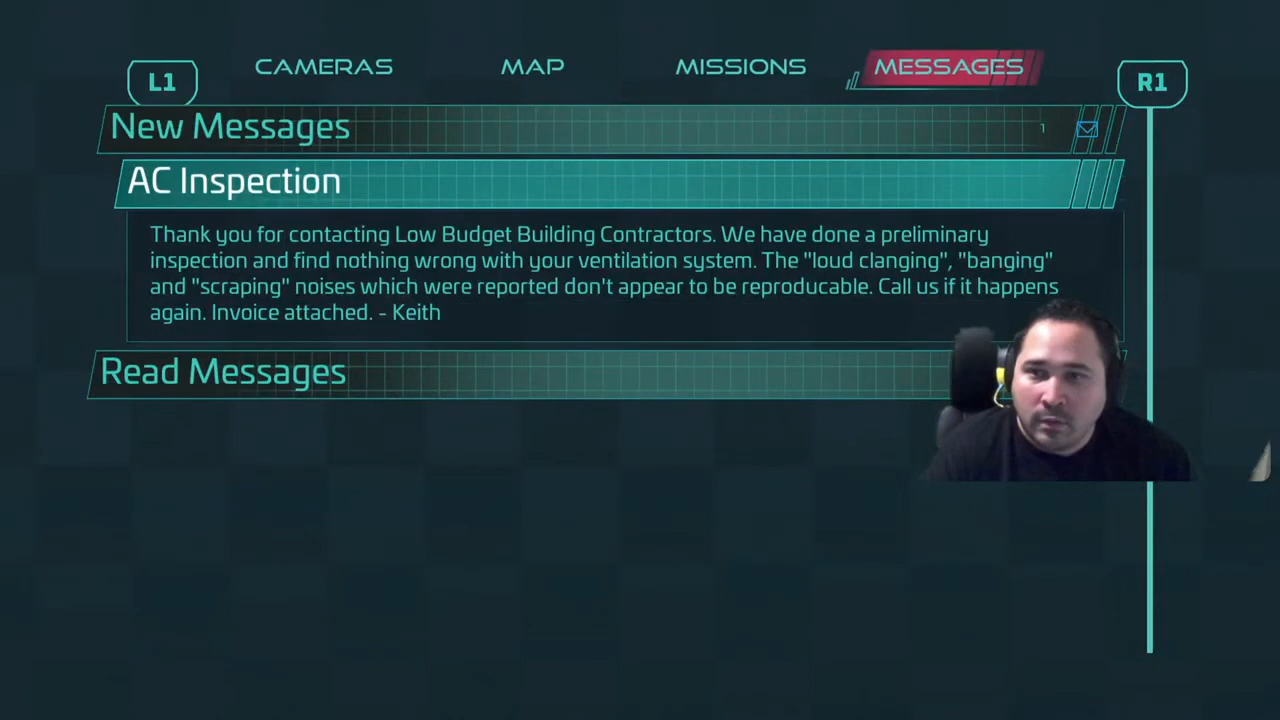 L1
CAMERAS
MAP
MISSIONS
MESSAGES
R1
New Messages
1
AC Inspection
Thank you for contacting Low Budget Building Contractors. We have done a preliminary
inspection and find nothing wrong with your ventilation system. The "loud clanging", "banging"
and "scraping" noises which were reported don't appear to be reproducable. Call us if it happens
again. Invoice attached. - Keith
Read Messages